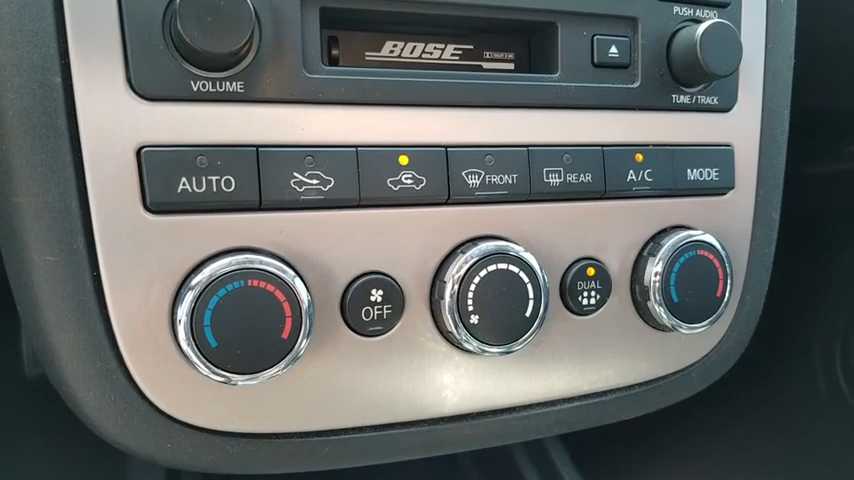 PUSH AUDIO
BOSE
VOLUME
TUNE / TRACK
AUTO
FRONT
REAR
A/C
MODE
OFF
DUAL